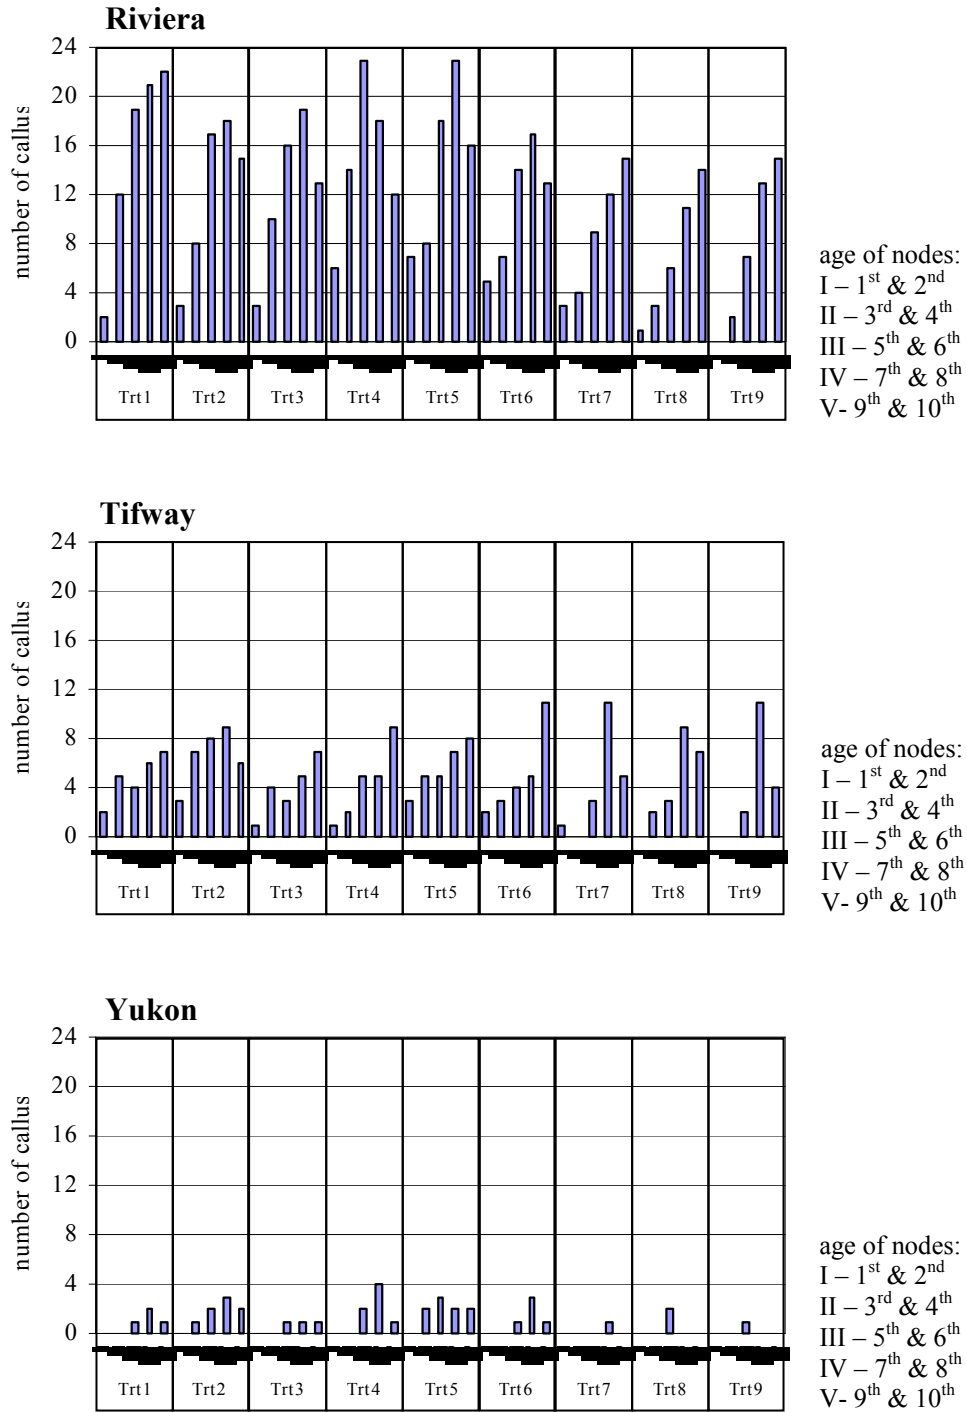 Riviera
24
20
16
12
8
4
0
number of callus
Trt1 Trt2 Trt3 Trt4 Trt5 Trt6 Trt7 Trt8 Trt9
age of nodes:
I – 1st & 2nd
II – 3rd & 4th
III – 5th & 6th
IV – 7th & 8th
V- 9th & 10th
Tifway
24
20
16
12
8
4
0
number of callus
Trt1 Trt2 Trt3 Trt4 Trt5 Trt6 Trt7 Trt8 Trt9
age of nodes:
I – 1st & 2nd
II – 3rd & 4th
III – 5th & 6th
IV – 7th & 8th
V- 9th & 10th
Yukon
24
20
16
12
8
4
0
number of callus
Trt1 Trt2 Trt3 Trt4 Trt5 Trt6 Trt7 Trt8 Trt9
age of nodes:
I – 1st & 2nd
II – 3rd & 4th
III – 5th & 6th
IV – 7th & 8th
V- 9th & 10th